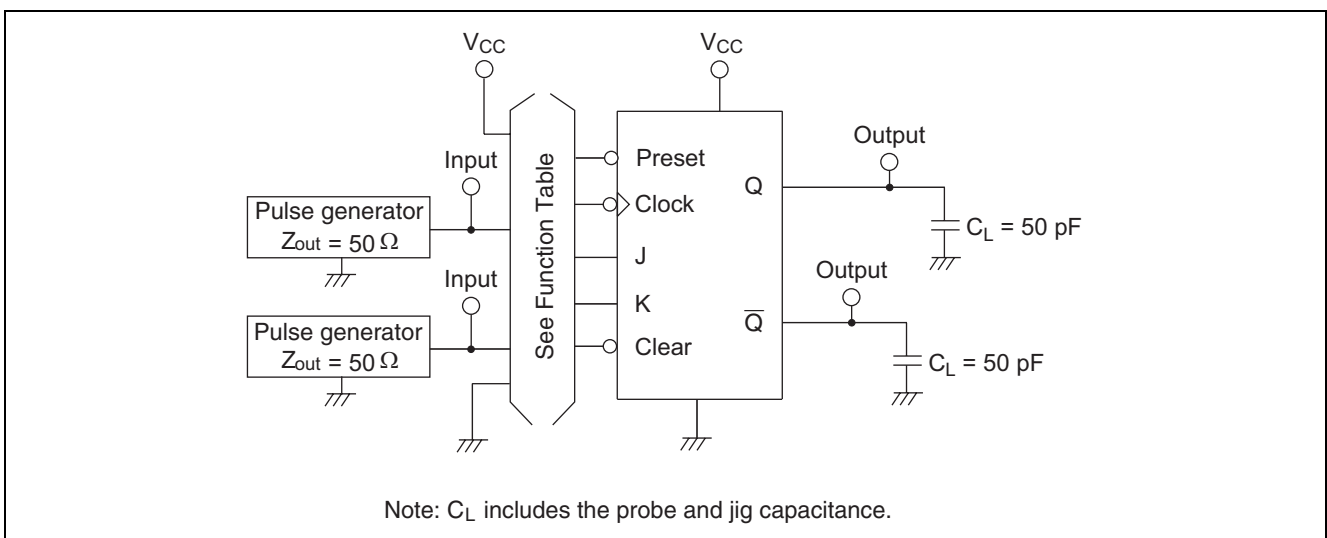 VCC
VCC
Input
Output
Pulse generator
Zout = 50 Ω
See Function Table
Preset
Clock
J
K
Clear
Q
Q̅
CL = 50 pF
Input
Output
Pulse generator
Zout = 50 Ω
CL = 50 pF
Note: CL includes the probe and jig capacitance.